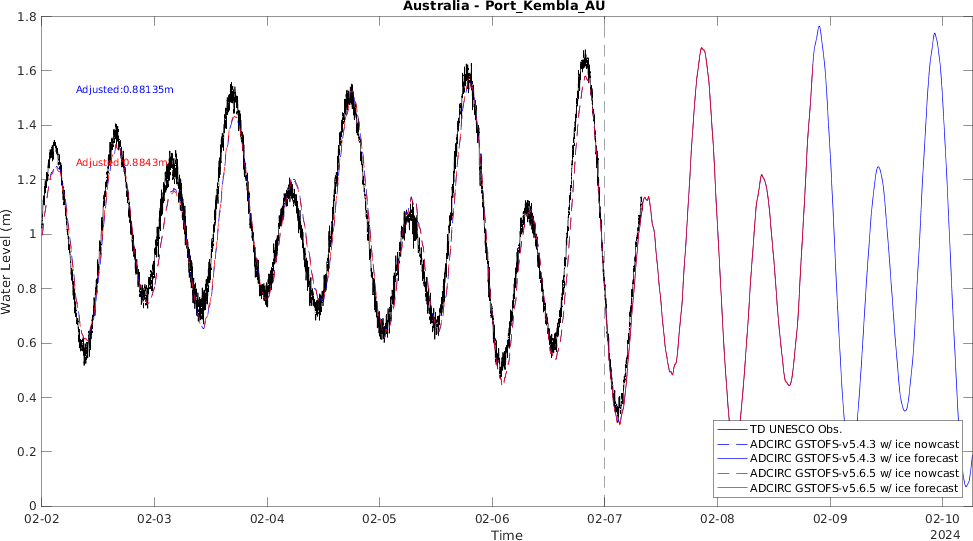 Australia - Port_Kembla_AU
1.8
1.6
1.4
1.2
1
0.8
0.6
0.4
0.2
0
Water Level (m)
Adjusted:0.88135m
Adjusted:0.8843m
TD UNESCO Obs.
ADCIRC GSTOFS-v5.4.3 w/ ice nowcast
ADCIRC GSTOFS-v5.4.3 w/ ice forecast
ADCIRC GSTOFS-v5.6.5 w/ ice nowcast
ADCIRC GSTOFS-v5.6.5 w/ ice forecast
02-02 02-03 02-04 02-05 02-06 02-07 02-08 02-09 02-10
Time
2024